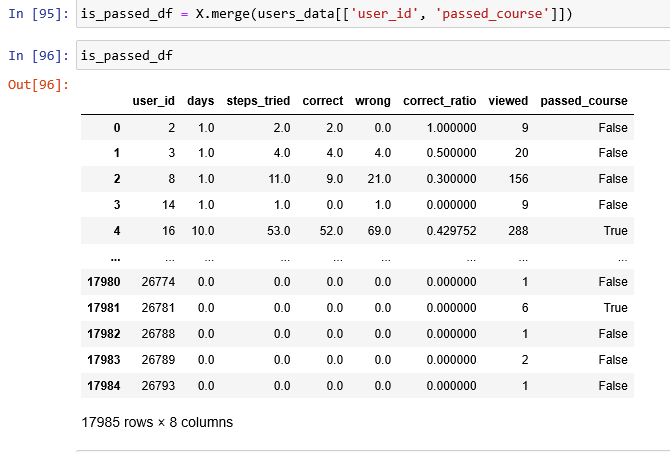 In [95]: is_passed_df = X.merge(users_data[['user_id', 'passed_course']])
In [96]: is_passed_df
Out[96]:
user_id days steps_tried correct wrong correct_ratio viewed passed_course
0 2 1.0 2.0 2.0 0.0 1.000000 9 False
1 3 1.0 4.0 4.0 4.0 0.500000 20 False
2 8 1.0 11.0 9.0 21.0 0.300000 156 False
3 14 1.0 1.0 0.0 1.0 0.000000 9 False
4 16 10.0 53.0 52.0 69.0 0.429752 288 True
... ... ... ... ... ... ... ... ...
17980 26774 0.0 0.0 0.0 0.0 0.000000 1 False
17981 26781 0.0 0.0 0.0 0.0 0.000000 6 True
17982 26788 0.0 0.0 0.0 0.0 0.000000 1 False
17983 26789 0.0 0.0 0.0 0.0 0.000000 2 False
17984 26793 0.0 0.0 0.0 0.0 0.000000 1 False
17985 rows × 8 columns